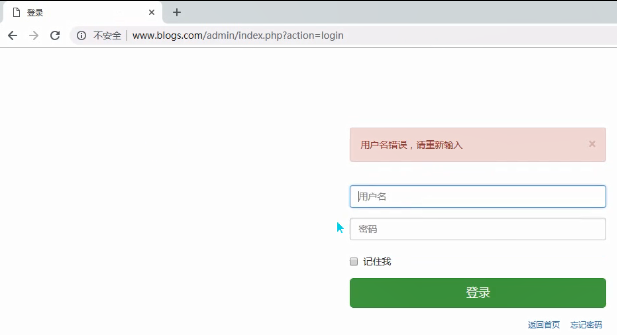 登录
不安全 www.blogs.com/admin/index.php?action=login
用户名错误，请重新输入
用户名
密码
记住我
登录
返回首页 忘记密码